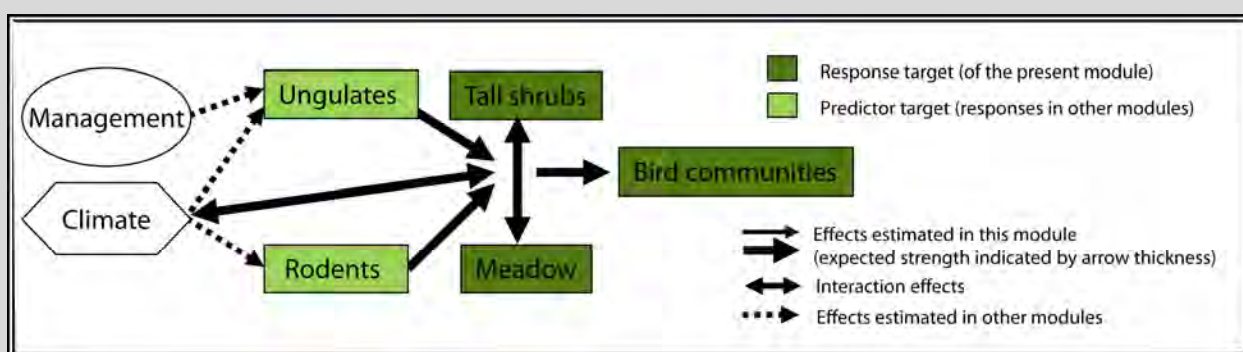 Management
Climate
Ungulates
Rodents
Tall shrubs
Meadow
Bird communities
Response target (of the present module)
Predictor target (responses in other modules)
Effects estimated in this module
(expected strength indicated by arrow thickness)
Interaction effects
Effects estimated in other modules